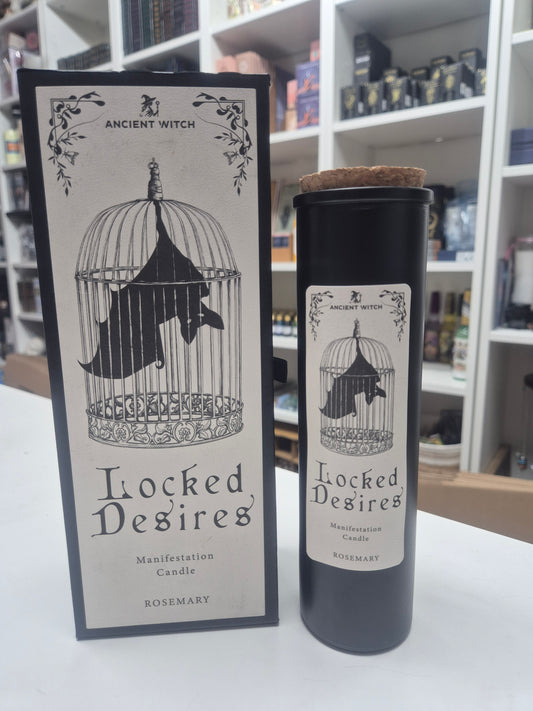 ANCIENT WITCH
Locked
Desires
Manifestation
Candle
ROSEMARY
ANCIENT WITCH
Locked
Desires
Manifestation
Candle
ROSEMARY